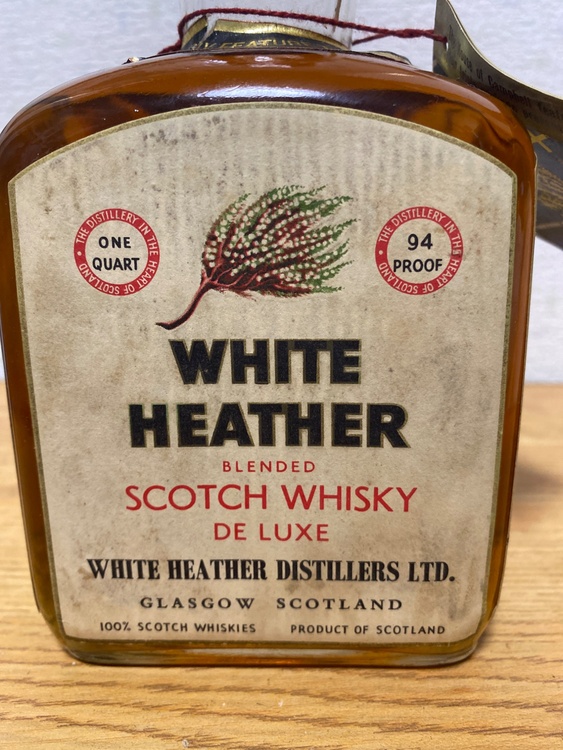 THE DISTILLERY IN THE HEART OF SCOTLAND
ONE
QUART
THE DISTILLERY IN THE HEART OF SCOTLAND
94
PROOF
WHITE
HEATHER
BLENDED
SCOTCH WHISKY
DE LUXE
WHITE HEATHER DISTILLERS LTD.
GLASGOW SCOTLAND
100% SCOTCH WHISKIES PRODUCT OF SCOTLAND